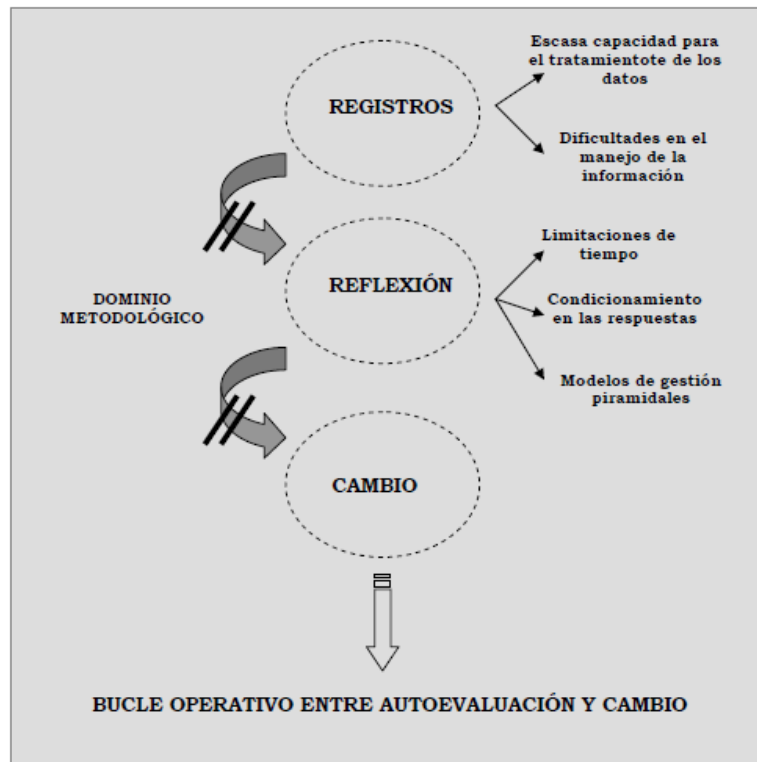 Escasa capacidad para
el tratamientote de los
datos
REGISTROS
Dificultades en el
manejo de la
información
Limitaciones de
tiempo
REFLEXIÓN
Condicionamiento
en las respuestas
DOMINIO
METODOLÓGICO
Modelos de gestión
piramidales
CAMBIO
BUCLE OPERATIVO ENTRE AUTOEVALUACIÓN Y CAMBIO